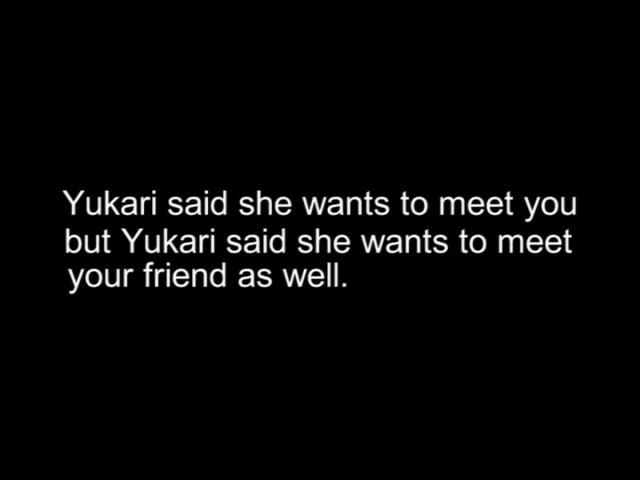 Yukari said she wants to meet you
but Yukari said she wants to meet
your friend as well.